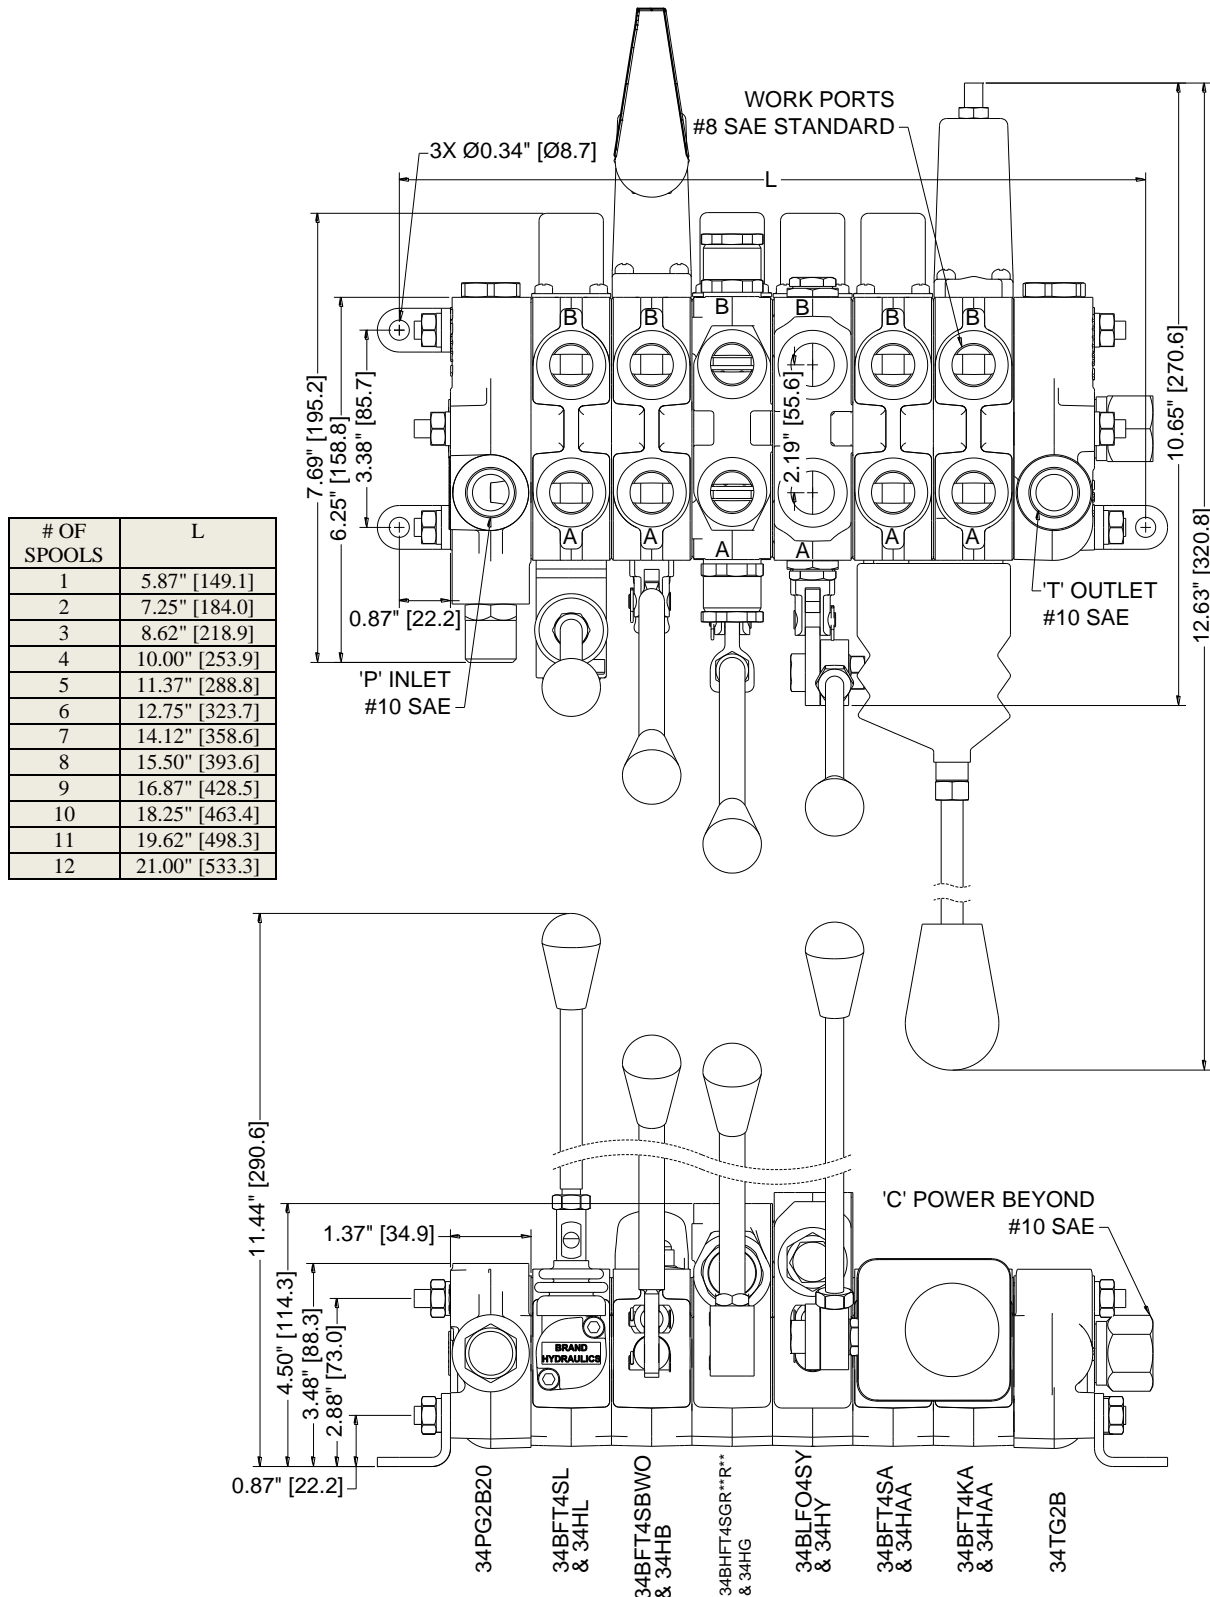 WORK PORTS
#8 SAE STANDARD
3X Ø0.34" [Ø8.7]
L
B
B
B
B
B
B
7.69" [195.2]
6.25" [158.8]
3.38" [85.7]
2.19" [55.6]
10.65" [270.6]
12.63" [320.8]
A
A
A
A
A
A
0.87" [22.2]
'P' INLET
#10 SAE
'T' OUTLET
#10 SAE
# OF SPOOLS L
1 5.87" [149.1]
2 7.25" [184.0]
3 8.62" [218.9]
4 10.00" [253.9]
5 11.37" [288.8]
6 12.75" [323.7]
7 14.12" [358.6]
8 15.50" [393.6]
9 16.87" [428.5]
10 18.25" [463.4]
11 19.62" [498.3]
12 21.00" [533.3]
11.44" [290.6]
4.50" [114.3]
3.48" [88.3]
2.88" [73.0]
1.37" [34.9]
0.87" [22.2]
'C' POWER BEYOND
#10 SAE
BRAND
HYDRAULICS
34PG2B20
34BFT4SL
& 34HL
34BFT4SBWO
& 34HB
34BHFT4SGR**R**
& 34HG
34BLFO4SY
& 34HY
34BFT4SA
& 34HAA
34BFT4KA
& 34HAA
34TG2B